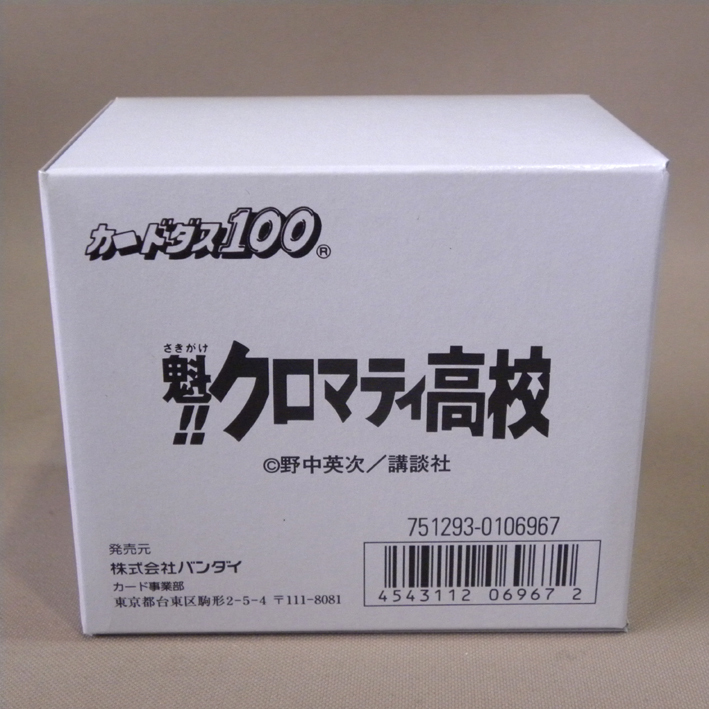 カードダス100®
さきがけ
魁!!クロマティ高校
©野中英次/講談社
751293-0106967
発売元
株式会社バンダイ
カード事業部
東京都台東区駒形2-5-4 〒111-8081
4543112 06967 2